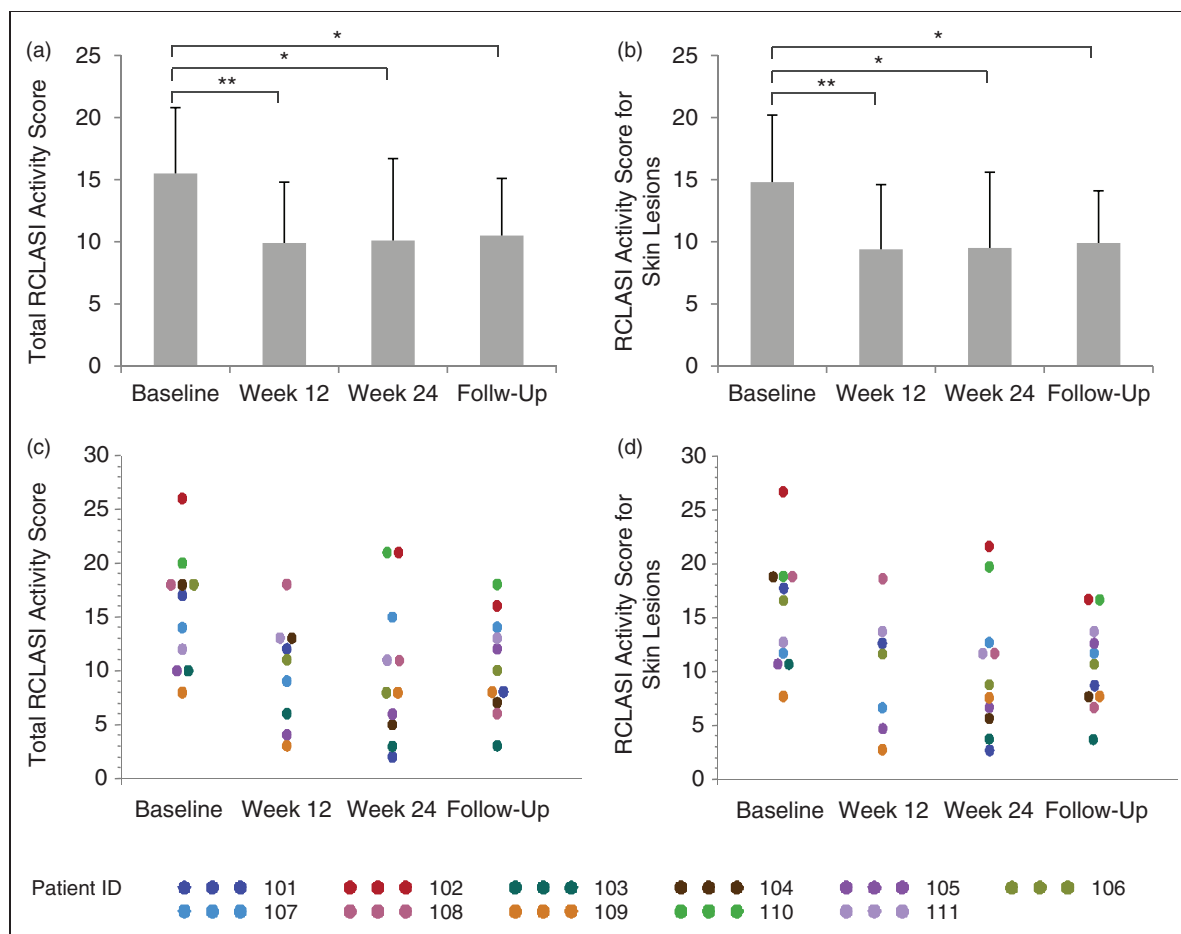 (a)
Total RCLASI Activity Score
25
20
15
10
5
0
*
*
**
Baseline Week 12 Week 24 Follw-Up
(b)
RCLASI Activity Score for
Skin Lesions
25
20
15
10
5
0
*
*
**
Baseline Week 12 Week 24 Follow-Up
(c)
Total RCLASI Activity Score
30
25
20
15
10
5
0
Baseline Week 12 Week 24 Follow-Up
(d)
RCLASI Activity Score for
Skin Lesions
30
25
20
15
10
5
0
Baseline Week 12 Week 24 Follow-Up
Patient ID 101 102 103 104 105 106
107 108 109 110 111